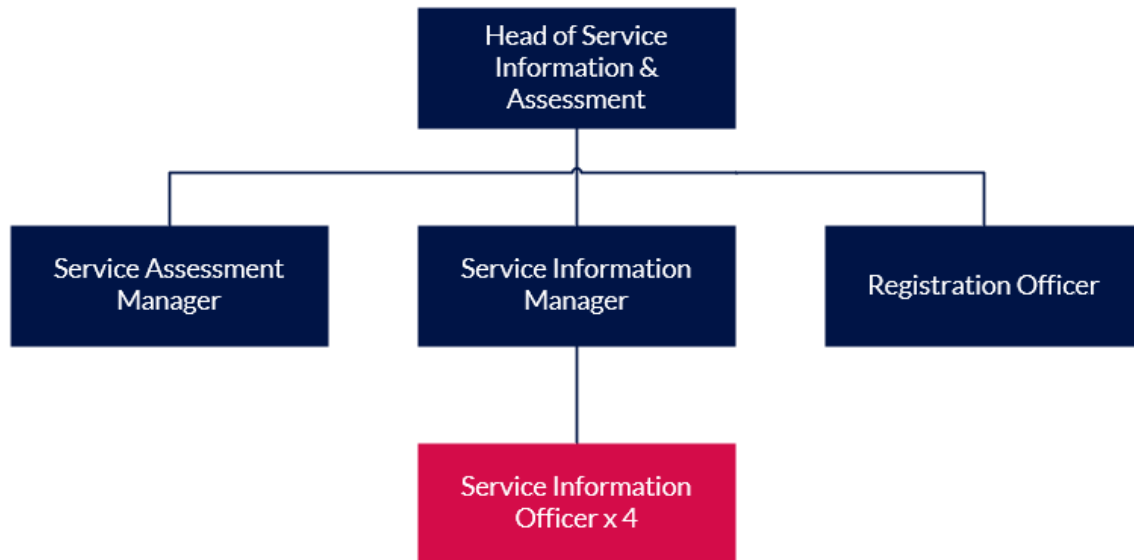 Head of Service
Information &
Assessment
Service Assessment
Manager
Service Information
Manager
Registration Officer
Service Information
Officer x 4